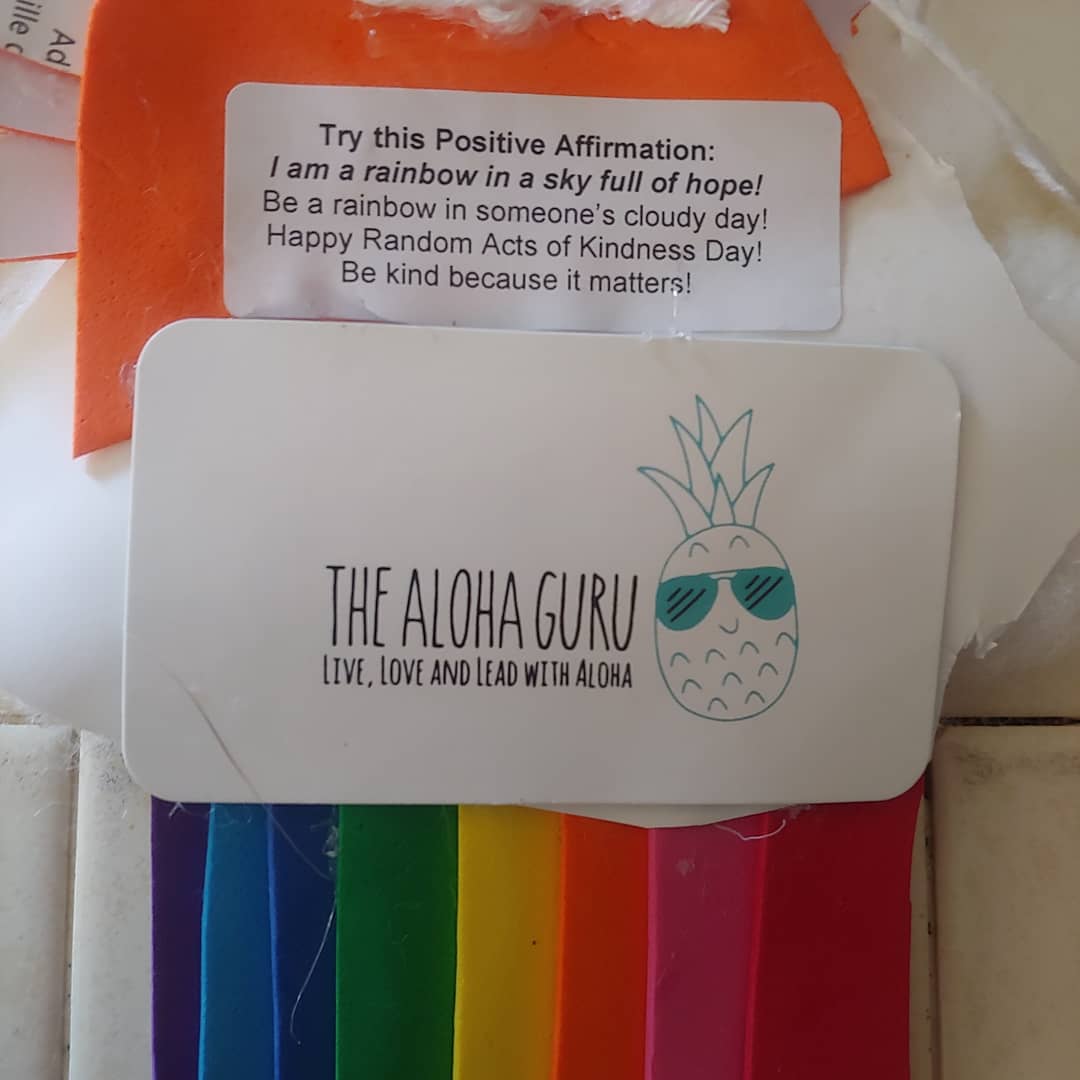 Ad
Try this Positive Affirmation:
I am a rainbow in a sky full of hope!
Be a rainbow in someone’s cloudy day!
Happy Random Acts of Kindness Day!
Be kind because it matters!
THE ALOHA GURU
LIVE, LOVE AND LEAD WITH ALOHA